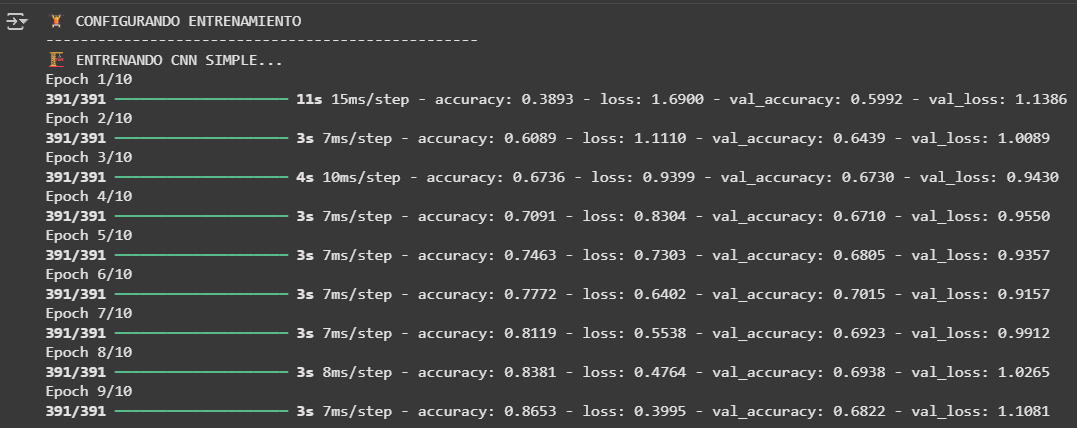 🏋️ CONFIGURANDO ENTRENAMIENTO
--------------------------------------------------
🏗️ ENTRENANDO CNN SIMPLE...
Epoch 1/10
391/391 ━━━━━━━━━━━━━━━━━━━━ 11s 15ms/step - accuracy: 0.3893 - loss: 1.6900 - val_accuracy: 0.5992 - val_loss: 1.1386
Epoch 2/10
391/391 ━━━━━━━━━━━━━━━━━━━━ 3s 7ms/step - accuracy: 0.6089 - loss: 1.1110 - val_accuracy: 0.6439 - val_loss: 1.0089
Epoch 3/10
391/391 ━━━━━━━━━━━━━━━━━━━━ 4s 10ms/step - accuracy: 0.6736 - loss: 0.9399 - val_accuracy: 0.6730 - val_loss: 0.9430
Epoch 4/10
391/391 ━━━━━━━━━━━━━━━━━━━━ 3s 7ms/step - accuracy: 0.7091 - loss: 0.8304 - val_accuracy: 0.6710 - val_loss: 0.9550
Epoch 5/10
391/391 ━━━━━━━━━━━━━━━━━━━━ 3s 7ms/step - accuracy: 0.7463 - loss: 0.7303 - val_accuracy: 0.6805 - val_loss: 0.9357
Epoch 6/10
391/391 ━━━━━━━━━━━━━━━━━━━━ 3s 7ms/step - accuracy: 0.7772 - loss: 0.6402 - val_accuracy: 0.7015 - val_loss: 0.9157
Epoch 7/10
391/391 ━━━━━━━━━━━━━━━━━━━━ 3s 7ms/step - accuracy: 0.8119 - loss: 0.5538 - val_accuracy: 0.6923 - val_loss: 0.9912
Epoch 8/10
391/391 ━━━━━━━━━━━━━━━━━━━━ 3s 8ms/step - accuracy: 0.8381 - loss: 0.4764 - val_accuracy: 0.6938 - val_loss: 1.0265
Epoch 9/10
391/391 ━━━━━━━━━━━━━━━━━━━━ 3s 7ms/step - accuracy: 0.8653 - loss: 0.3995 - val_accuracy: 0.6822 - val_loss: 1.1081